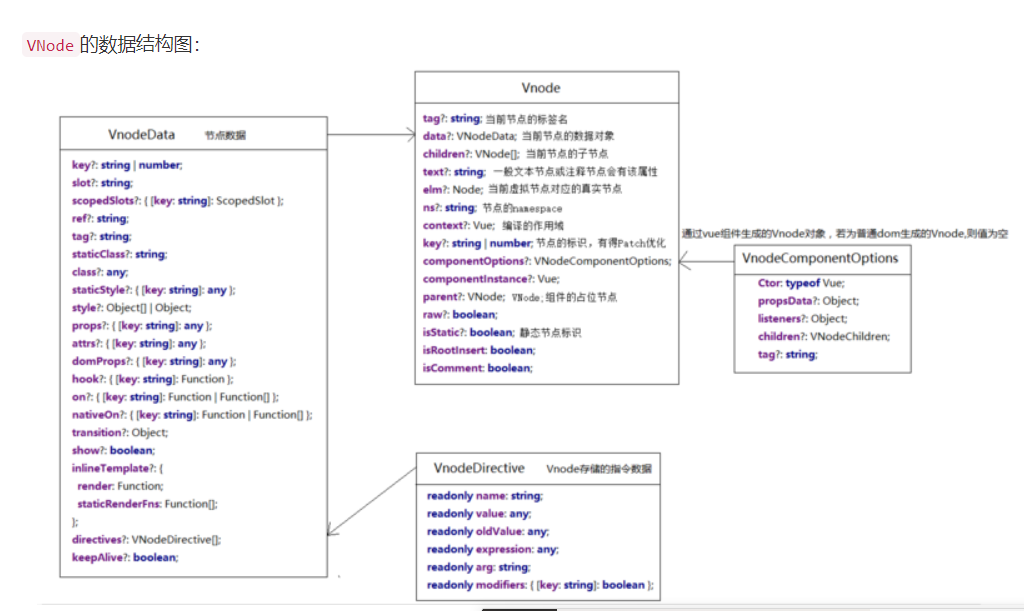 VNode 的数据结构图：
Vnode
tag?: string; 当前节点的标签名
data?: VNodeData; 当前节点的数据对象
children?: VNode[]; 当前节点的子节点
text?: string; 一般文本节点或注释节点会有该属性
elm?: Node; 当前虚拟节点对应的真实节点
ns?: string; 节点的namespace
context?: Vue; 编译的作用域
key?: string | number; 节点的标识，有得Patch优化
componentOptions?: VNodeComponentOptions;
componentInstance?: Vue;
parent?: VNode; VNode;组件的占位节点
raw?: boolean;
isStatic?: boolean; 静态节点标识
isRootInsert: boolean;
isComment: boolean;
VnodeData 节点数据
key?: string | number;
slot?: string;
scopedSlots?: { [key: string]: ScopedSlot };
ref?: string;
tag?: string;
staticClass?: string;
class?: any;
staticStyle?: { [key: string]: any };
style?: Object[] | Object;
props?: { [key: string]: any };
attrs?: { [key: string]: any };
domProps?: { [key: string]: any };
hook?: { [key: string]: Function };
on?: { [key: string]: Function | Function[] };
nativeOn?: { [key: string]: Function | Function[] };
transition?: Object;
show?: boolean;
inlineTemplate?: {
render: Function;
staticRenderFns: Function[];
};
directives?: VNodeDirective[];
keepAlive?: boolean;
通过vue组件生成的Vnode对象，若为普通dom生成的Vnode,则值为空
VnodeComponentOptions
Ctor: typeof Vue;
propsData?: Object;
listeners?: Object;
children?: VNodeChildren;
tag?: string;
VnodeDirective Vnode存储的指令数据
readonly name: string;
readonly value: any;
readonly oldValue: any;
readonly expression: any;
readonly arg: string;
readonly modifiers: { [key: string]: boolean };